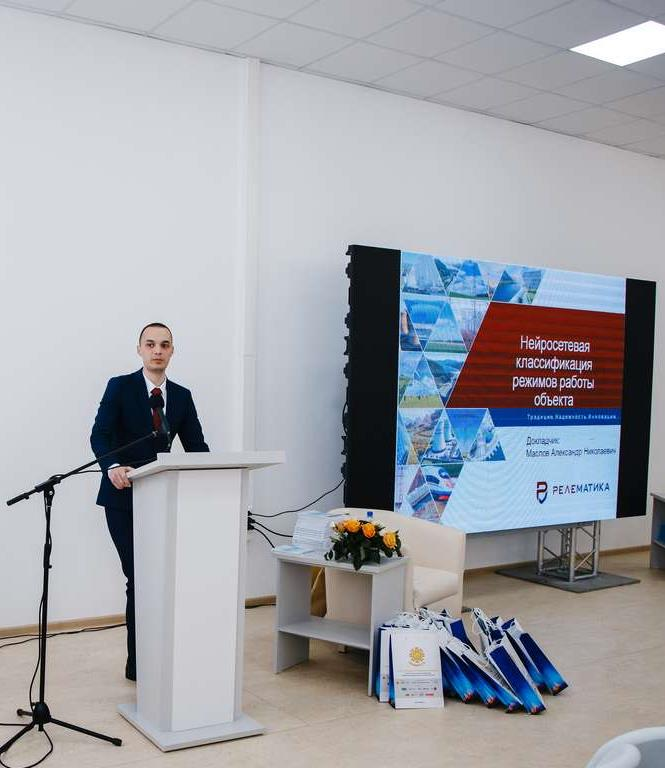 Нейросетевая
классификация
режимов работы
объекта
Традиции. Надежность. Инновации.
Докладчик:
Маслов Александр Николаевич
РЕЛЕМАТИКА